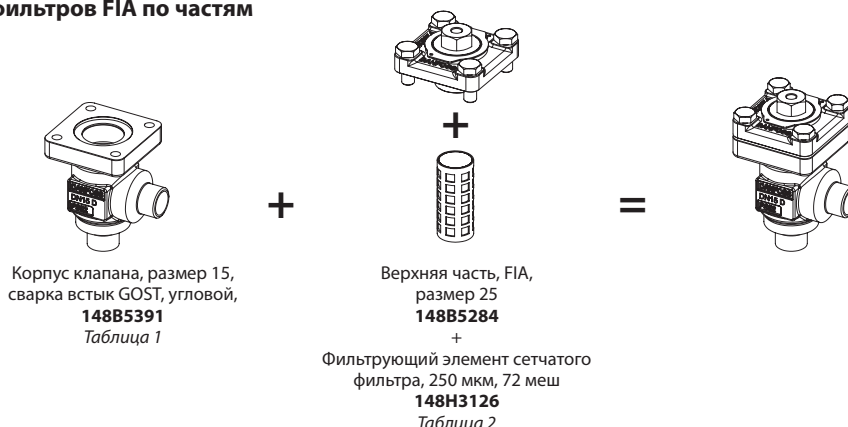 фильтров FIA по частям
+
+
=
Корпус клапана, размер 15,
сварка встык GOST, угловой,
148B5391
Таблица 1
Верхняя часть, FIA,
размер 25
148B5284
+
Фильтрующий элемент сетчатого
фильтра, 250 мкм, 72 меш
148H3126
Таблица 2